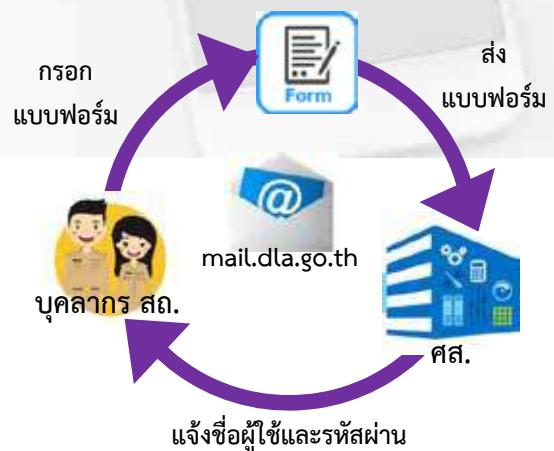 กรอก
แบบฟอร์ม
Form
ส่ง
แบบฟอร์ม
@
mail.dla.go.th
บุคลากร สถ.
ศส.
แจ้งชื่อผู้ใช้และรหัสผ่าน